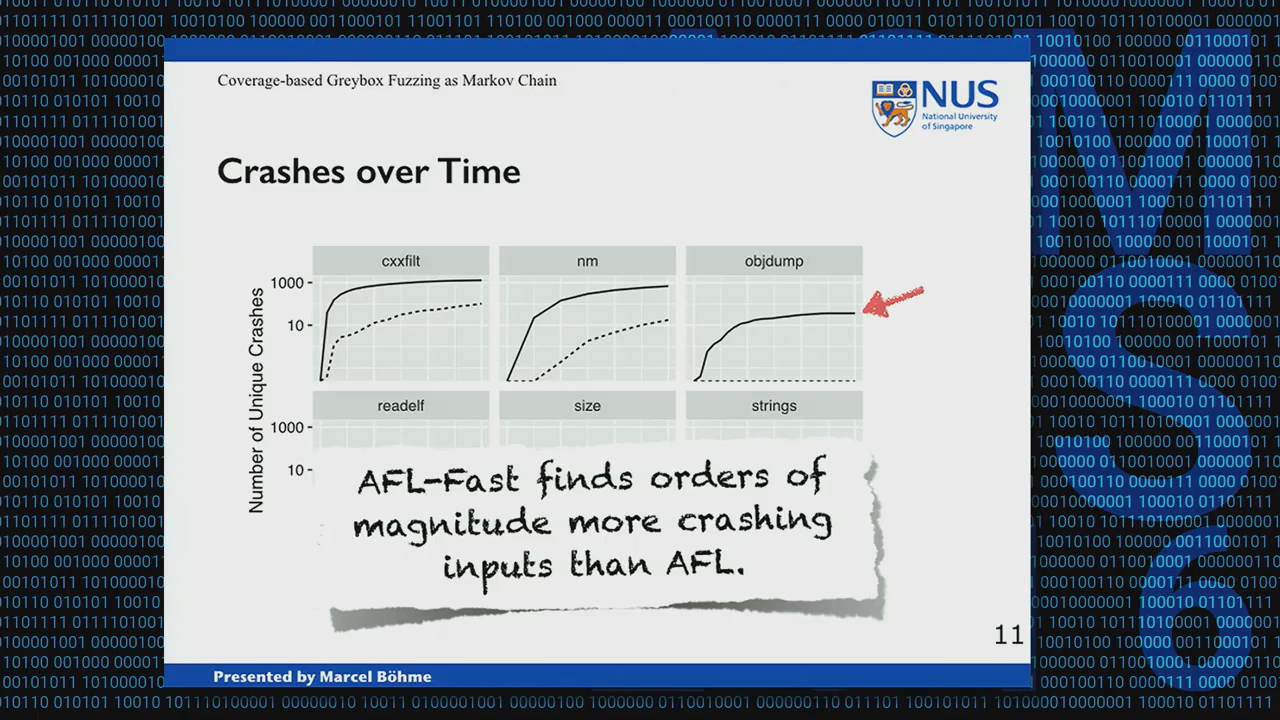 Coverage-based Greybox Fuzzing as Markov Chain
NUS
National University
of Singapore
Crashes over Time
cxxfilt
nm
objdump
1000
10
Number of Unique Crashes
readelf
size
strings
1000
10
AFL-Fast finds orders of
magnitude more crashing
inputs than AFL.
11
Presented by Marcel Böhme